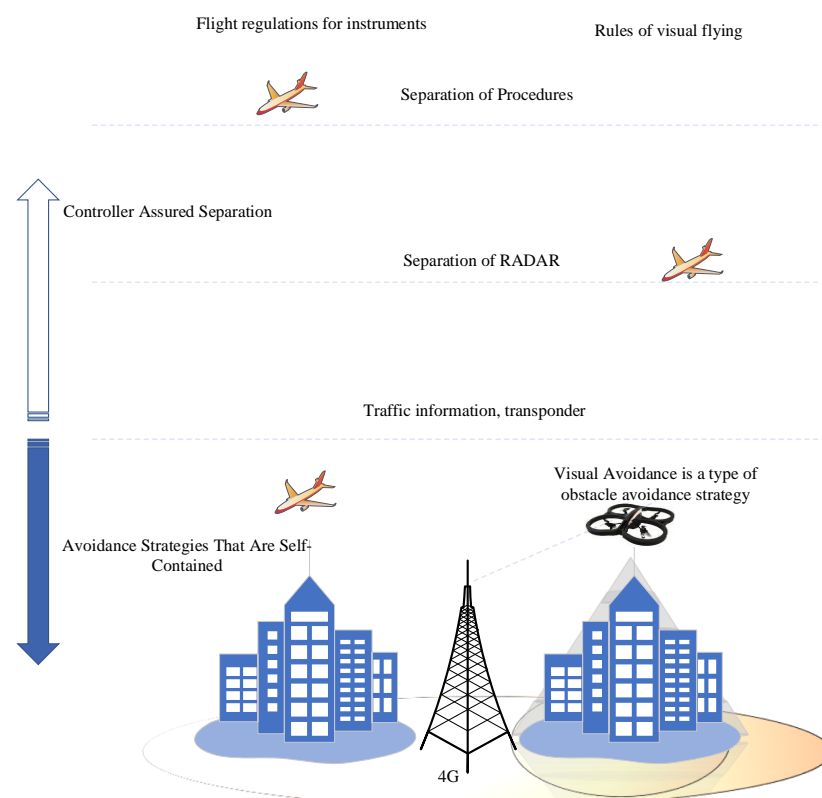 Flight regulations for instruments
Rules of visual flying
Separation of Procedures
Controller Assured Separation
Separation of RADAR
Traffic information, transponder
Visual Avoidance is a type of
obstacle avoidance strategy
Avoidance Strategies That Are Self-
Contained
4G